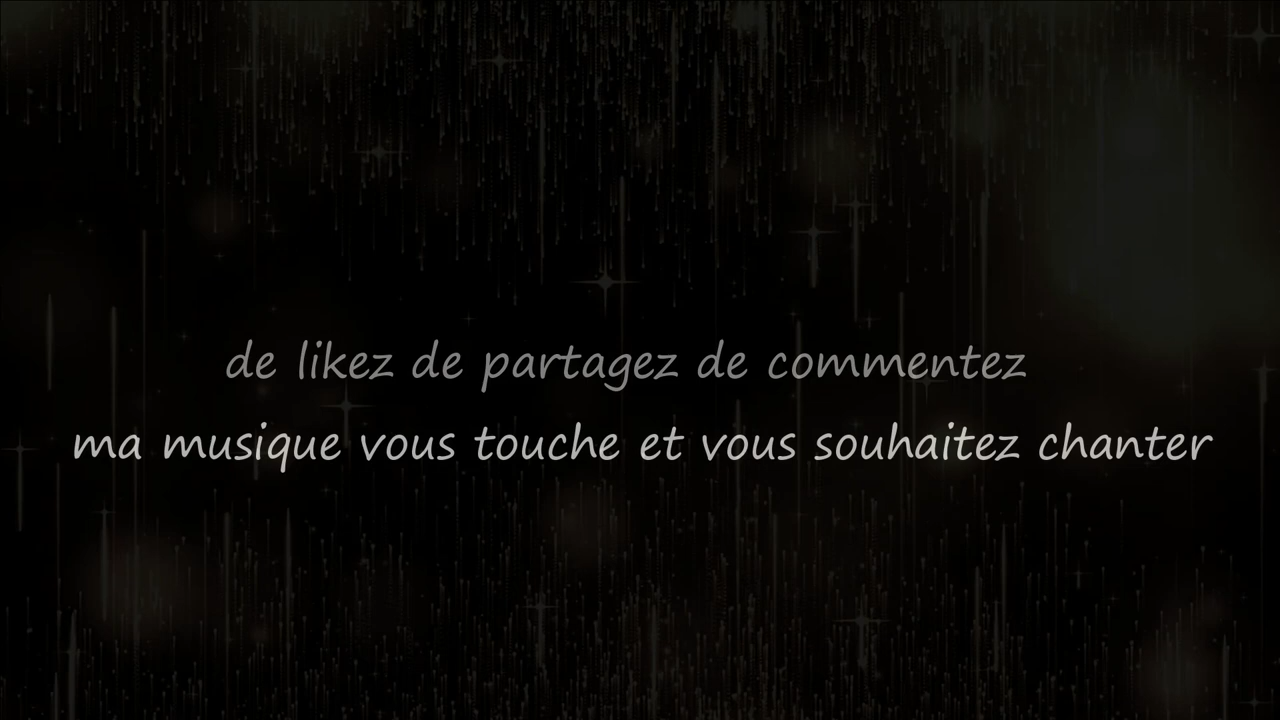 de likez de partagez de commentez
ma musique vous touche et vous souhaitez chanter